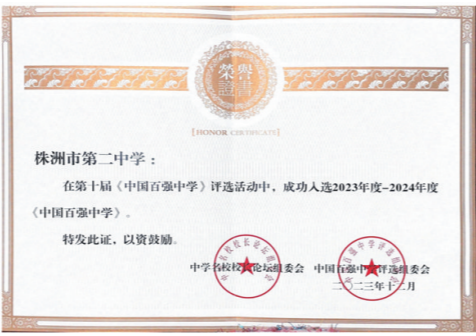 榮譽
證書
[HONOR CERTIFICATE]
株洲市第二中学：
在第十届《中国百强中学》评选活动中，成功入选2023年度-2024年度
《中国百强中学》。
特发此证，以资鼓励。
中学名校校长论坛组委会 中国百强中学评选组委会
二〇二三年十二月